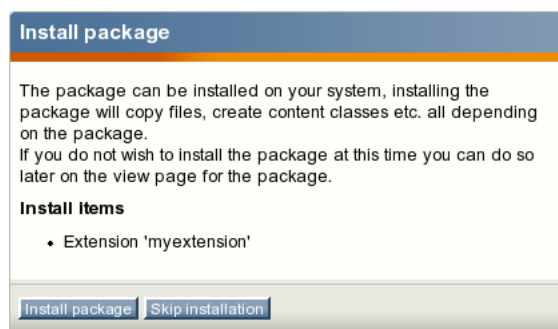 Install package
The package can be installed on your system, installing the
package will copy files, create content classes etc. all depending
on the package.
If you do not wish to install the package at this time you can do so
later on the view page for the package.
Install items
• Extension 'myextension'
Install package Skip installation